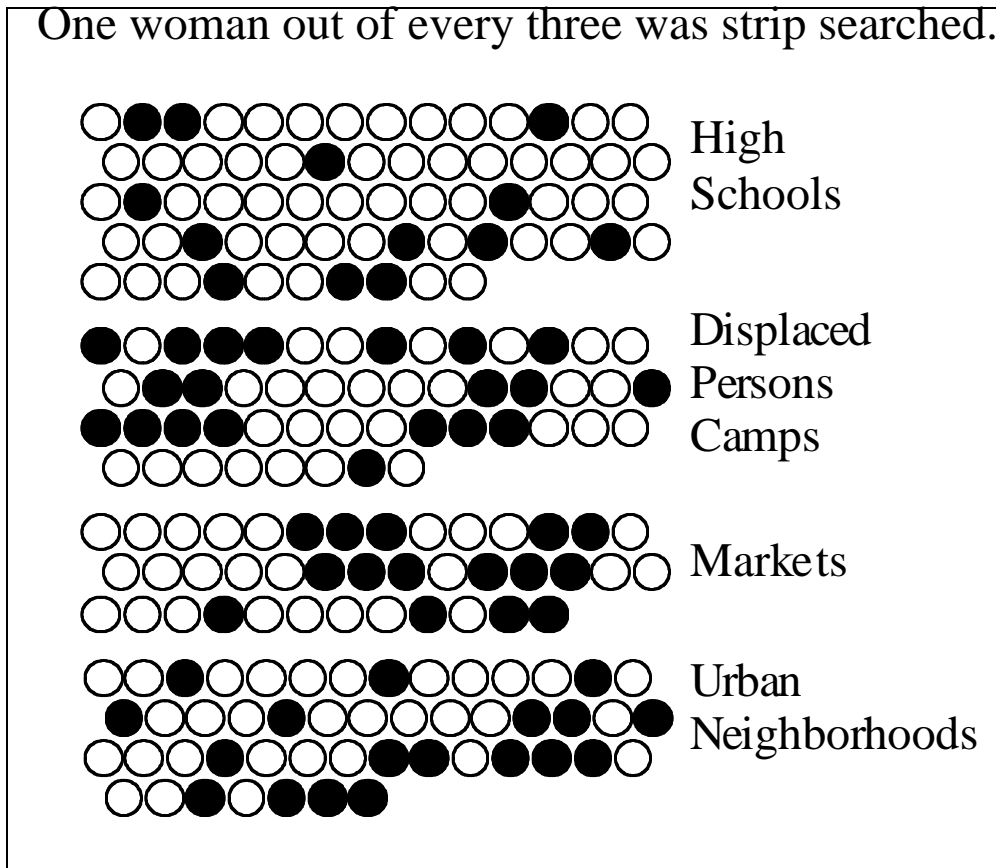 One woman out of every three was strip searched.
High
Schools
Displaced
Persons
Camps
Markets
Urban
Neighborhoods